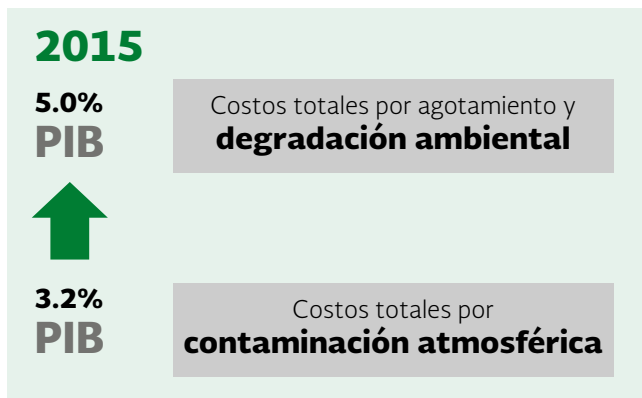 2015
5.0%
PIB
Costos totales por agotamiento y
degradación ambiental
3.2%
PIB
Costos totales por
contaminación atmosférica